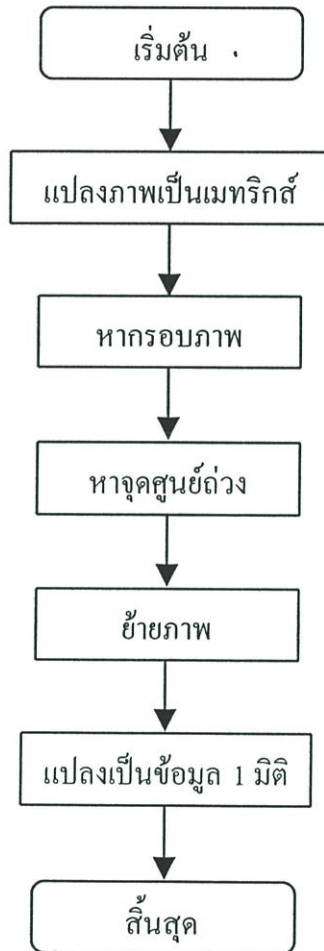 เริ่มต้น
แปลงภาพเป็นเมทริกส์
หากรอบภาพ
หาจุดศูนย์ถ่วง
ย้ายภาพ
แปลงเป็นข้อมูล 1 มิติ
สิ้นสุด